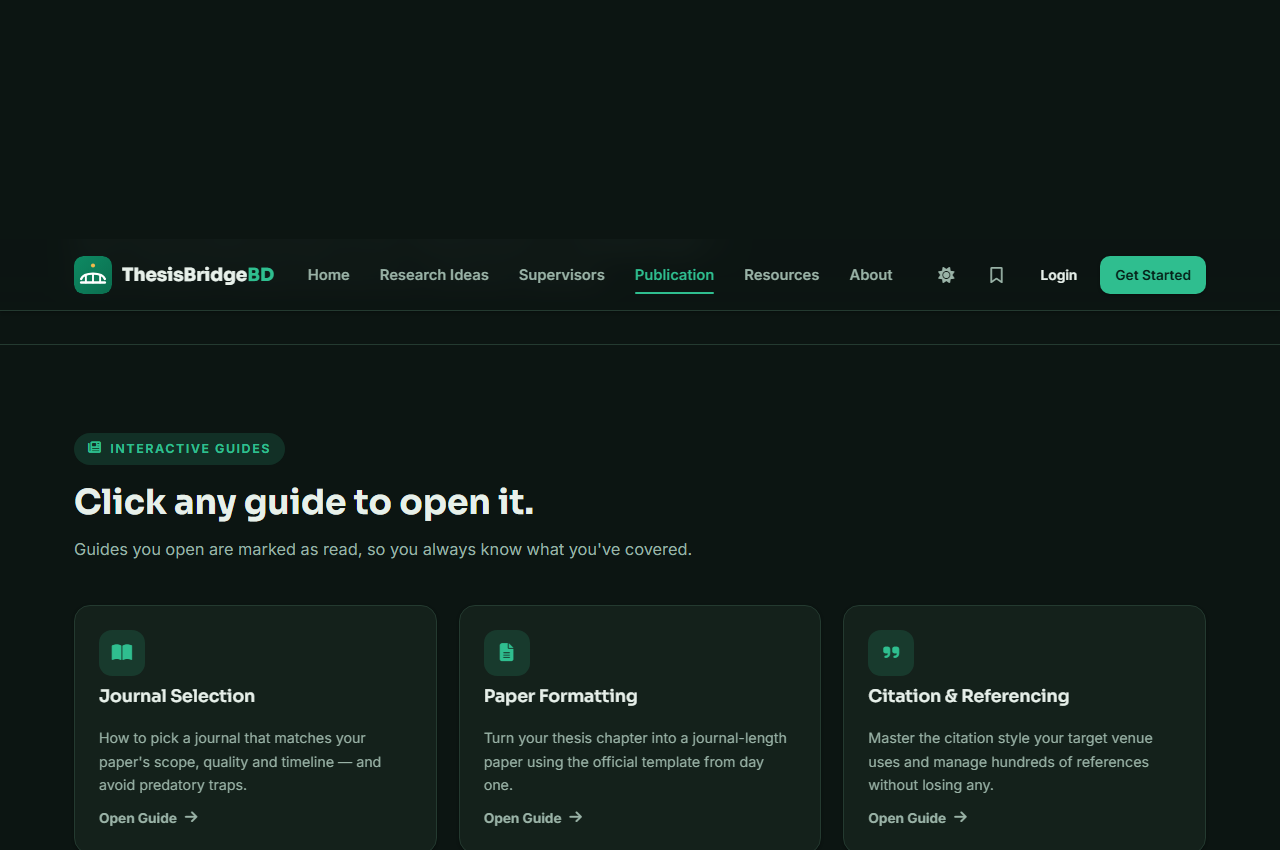 ThesisBridgeBD Home Research Ideas Supervisors Publication Resources About Login Get Started
INTERACTIVE GUIDES
Click any guide to open it.
Guides you open are marked as read, so you always know what you've covered.
Journal Selection
How to pick a journal that matches your
paper's scope, quality and timeline — and
avoid predatory traps.
Open Guide →
Paper Formatting
Turn your thesis chapter into a journal-length
paper using the official template from day
one.
Open Guide →
Citation & Referencing
Master the citation style your target venue
uses and manage hundreds of references
without losing any.
Open Guide →